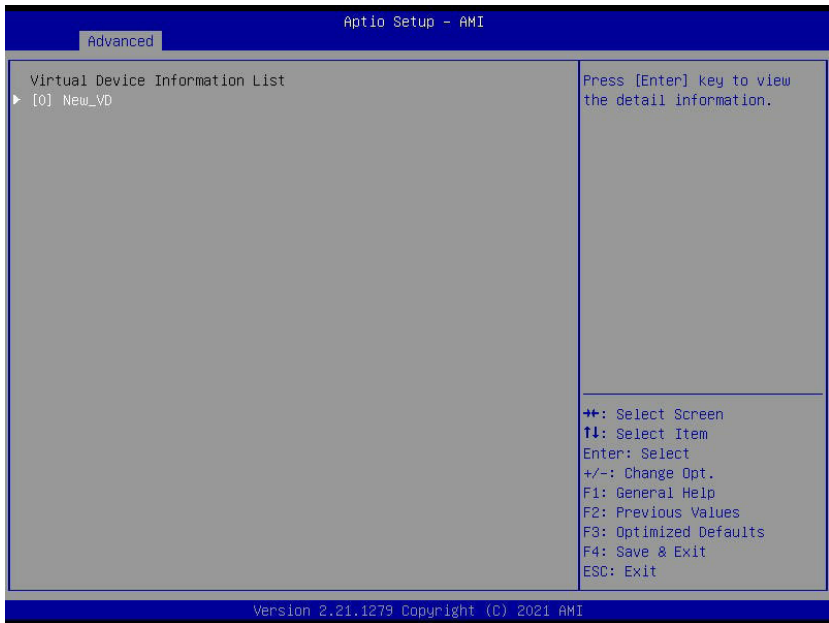 Aptio Setup - AMI
Advanced
Virtual Device Information List
▶ [0] New_VD
Press [Enter] key to view
the detail information.
→←: Select Screen
↑↓: Select Item
Enter: Select
+/-: Change Opt.
F1: General Help
F2: Previous Values
F3: Optimized Defaults
F4: Save & Exit
ESC: Exit
Version 2.21.1279 Copyright (C) 2021 AMI